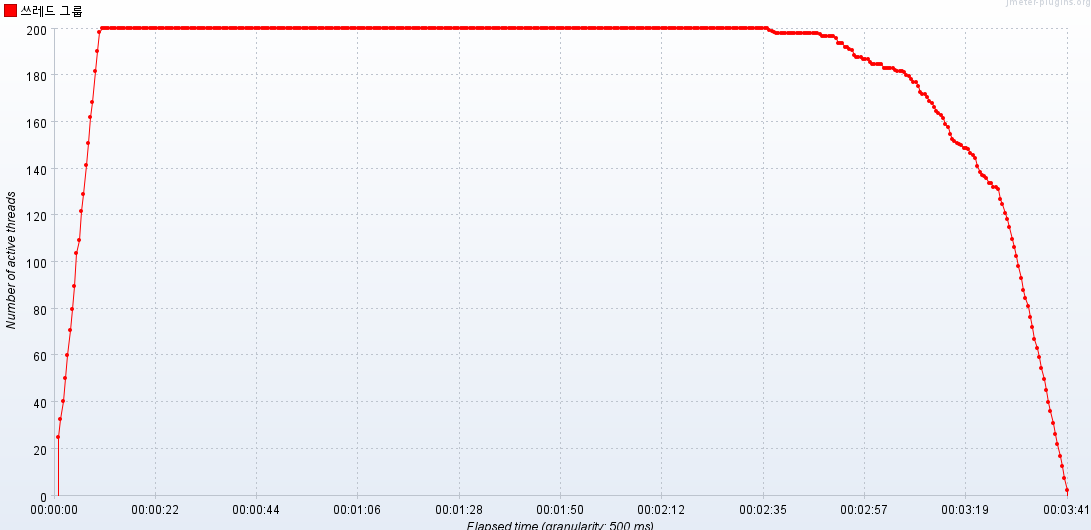 jmeter-plugins.org
쓰레드 그룹
200
180
160
140
120
100
80
60
40
20
0
Number of active threads
00:00:00 00:00:22 00:00:44 00:01:06 00:01:28 00:01:50 00:02:12 00:02:35 00:02:57 00:03:19 00:03:41
Elapsed time (granularity: 500 ms)